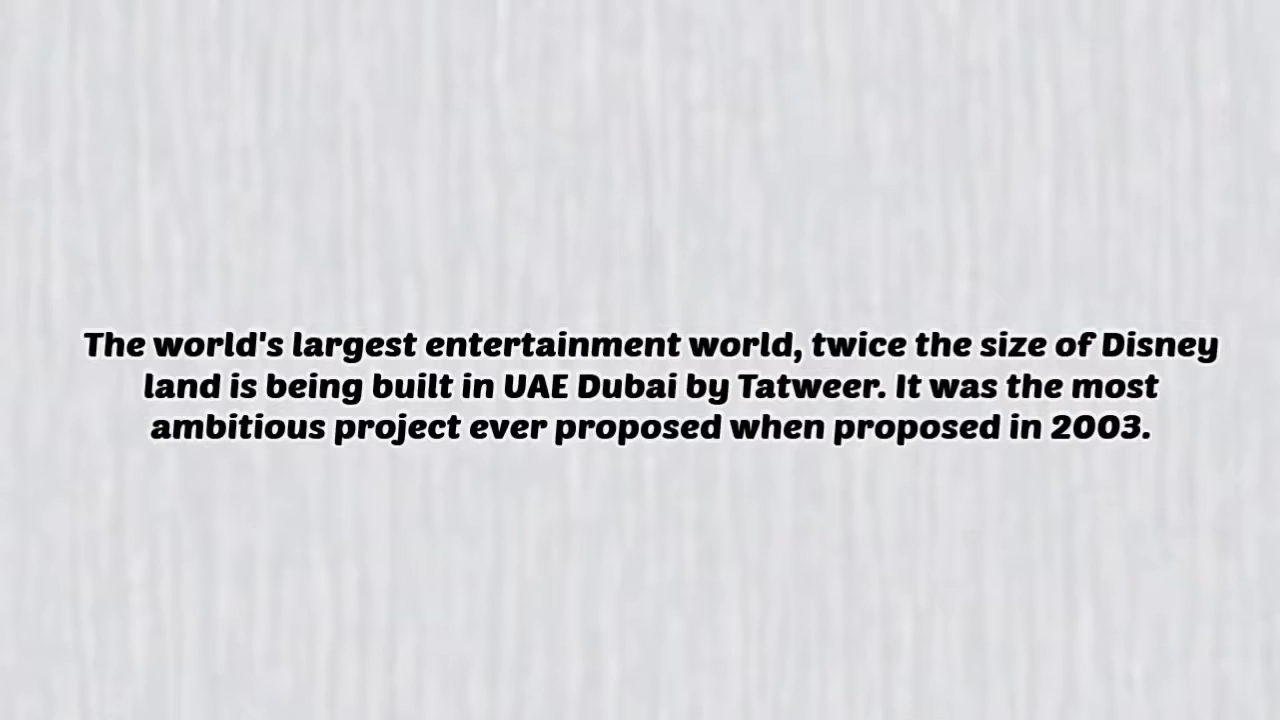 The world's largest entertainment world, twice the size of Disney
land is being built in UAE Dubai by Tatweer. It was the most
ambitious project ever proposed when proposed in 2003.